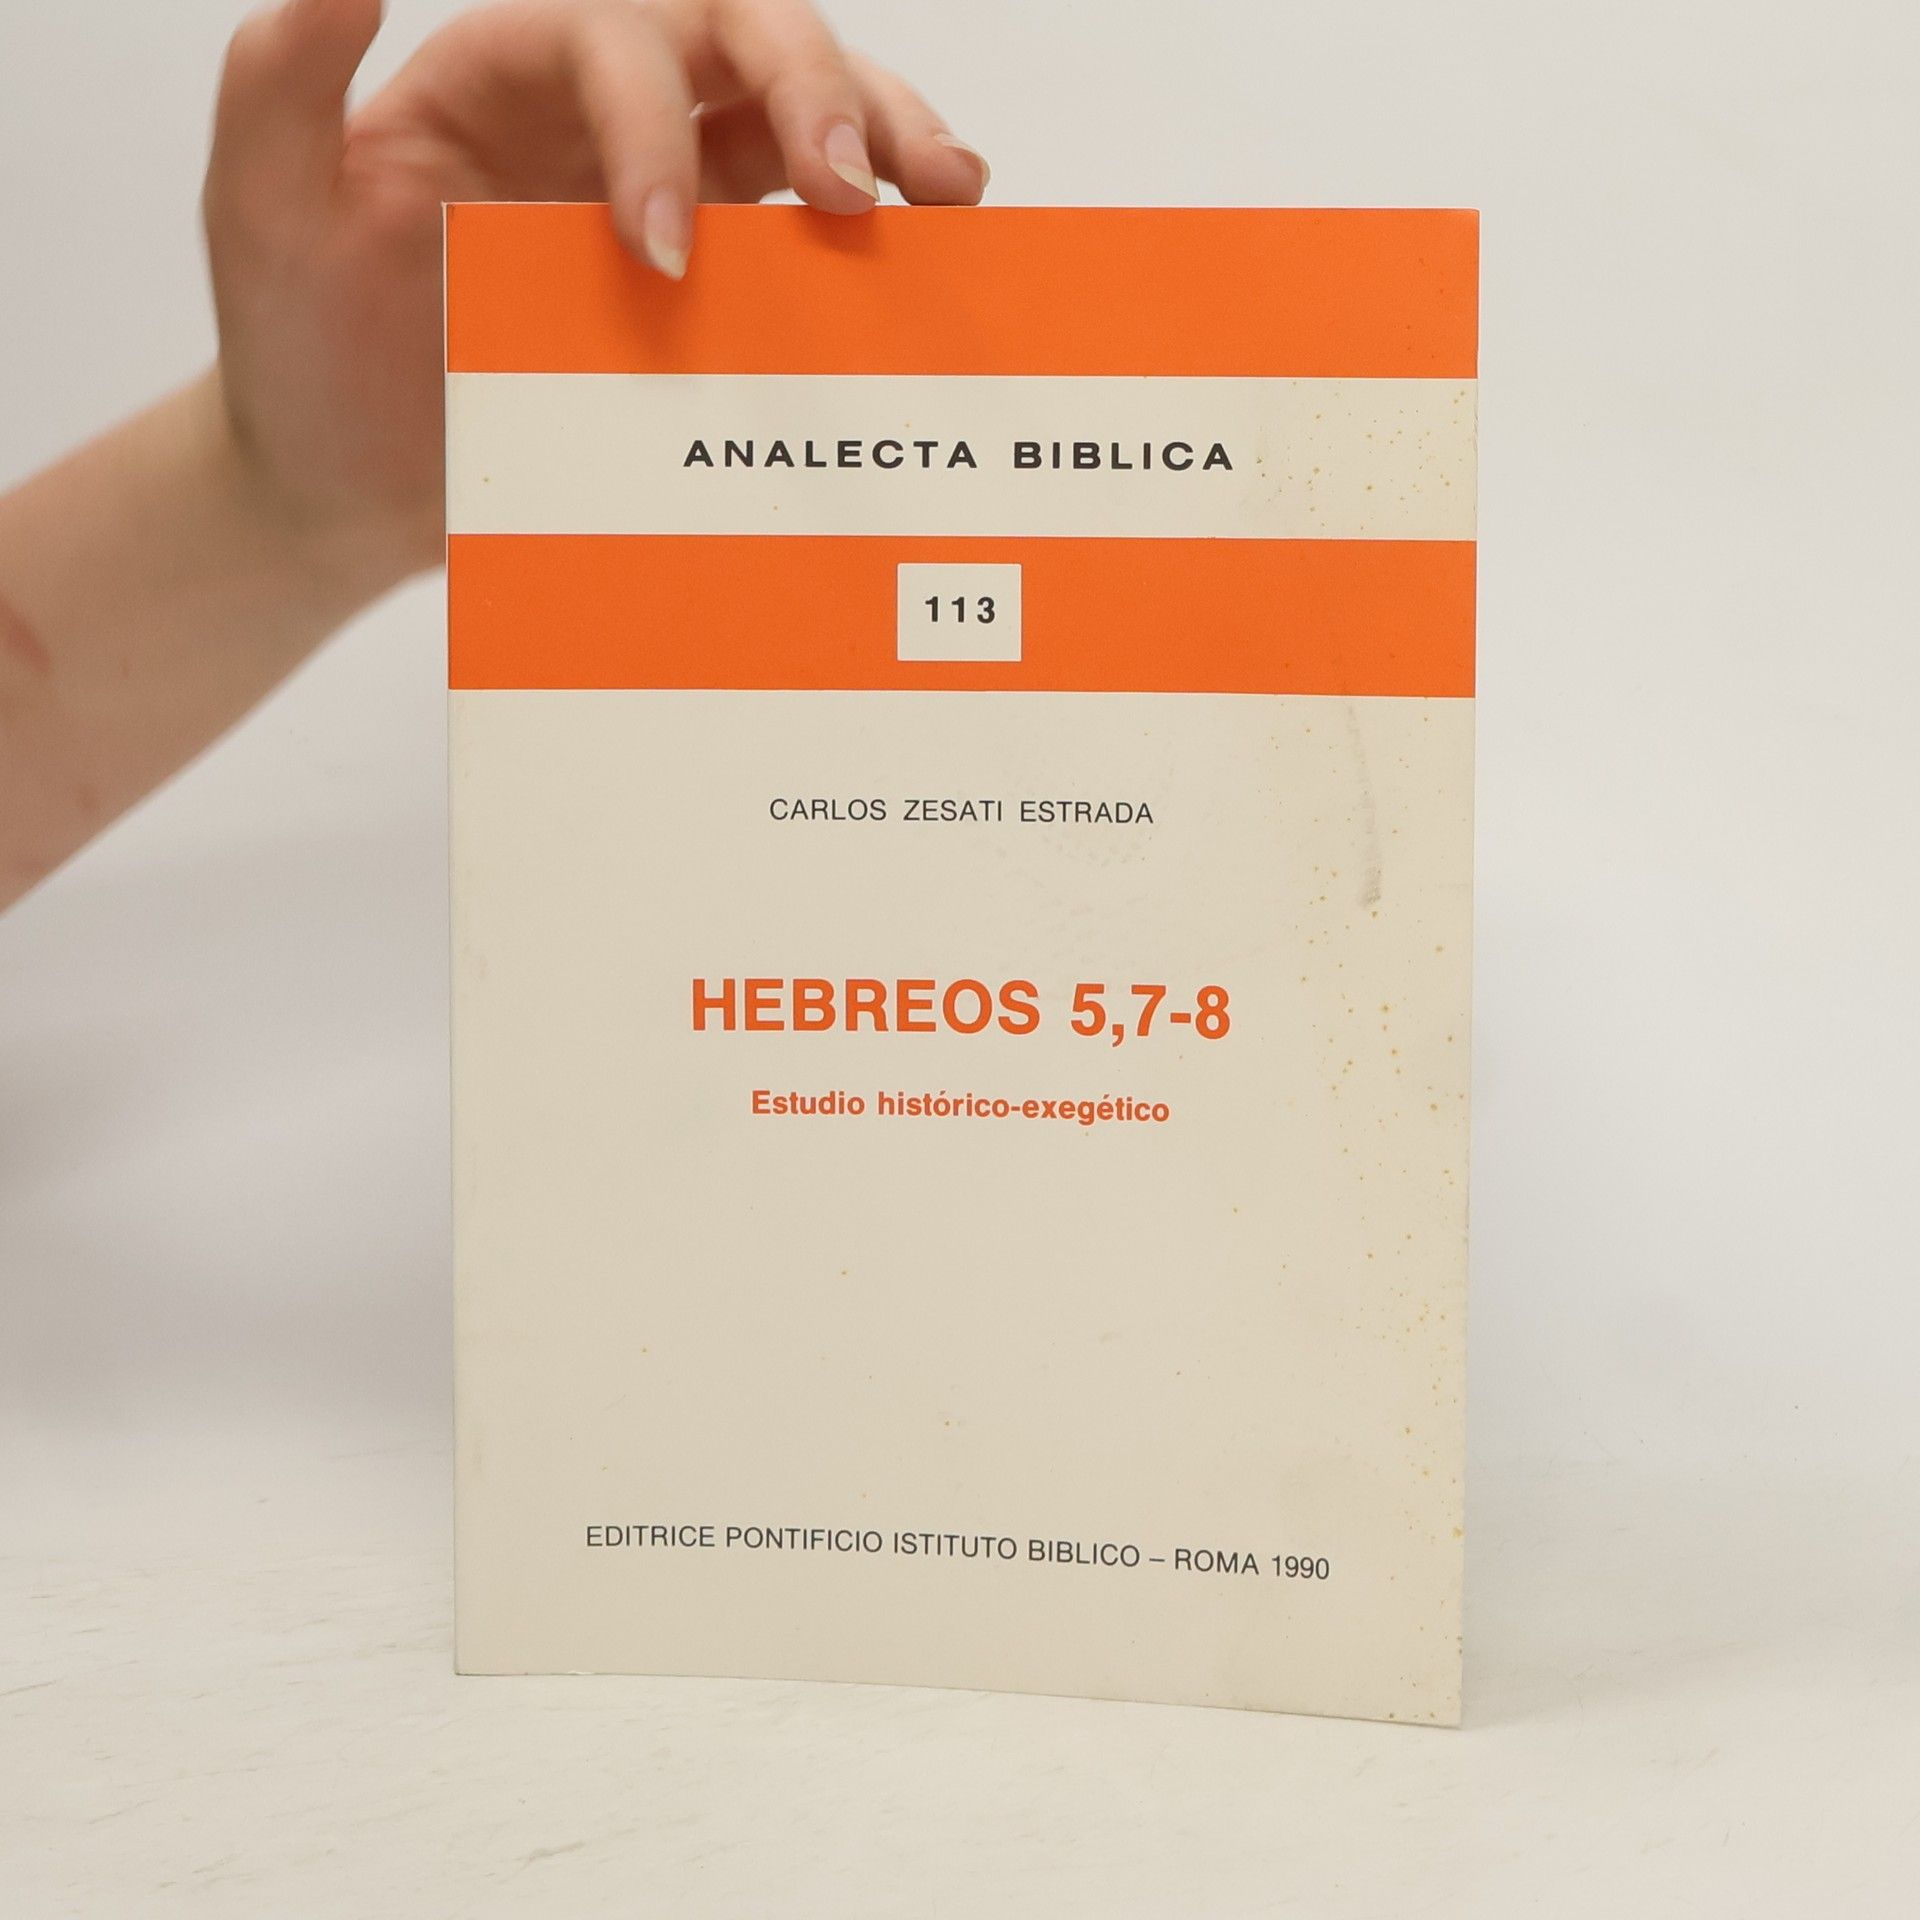 ANALECTA BIBLICA
113
CARLOS ZESATI ESTRADA
HEBREOS 5,7-8
Estudio histórico-exegético
EDITRICE PONTIFICIO ISTITUTO BIBLICO – ROMA 1990